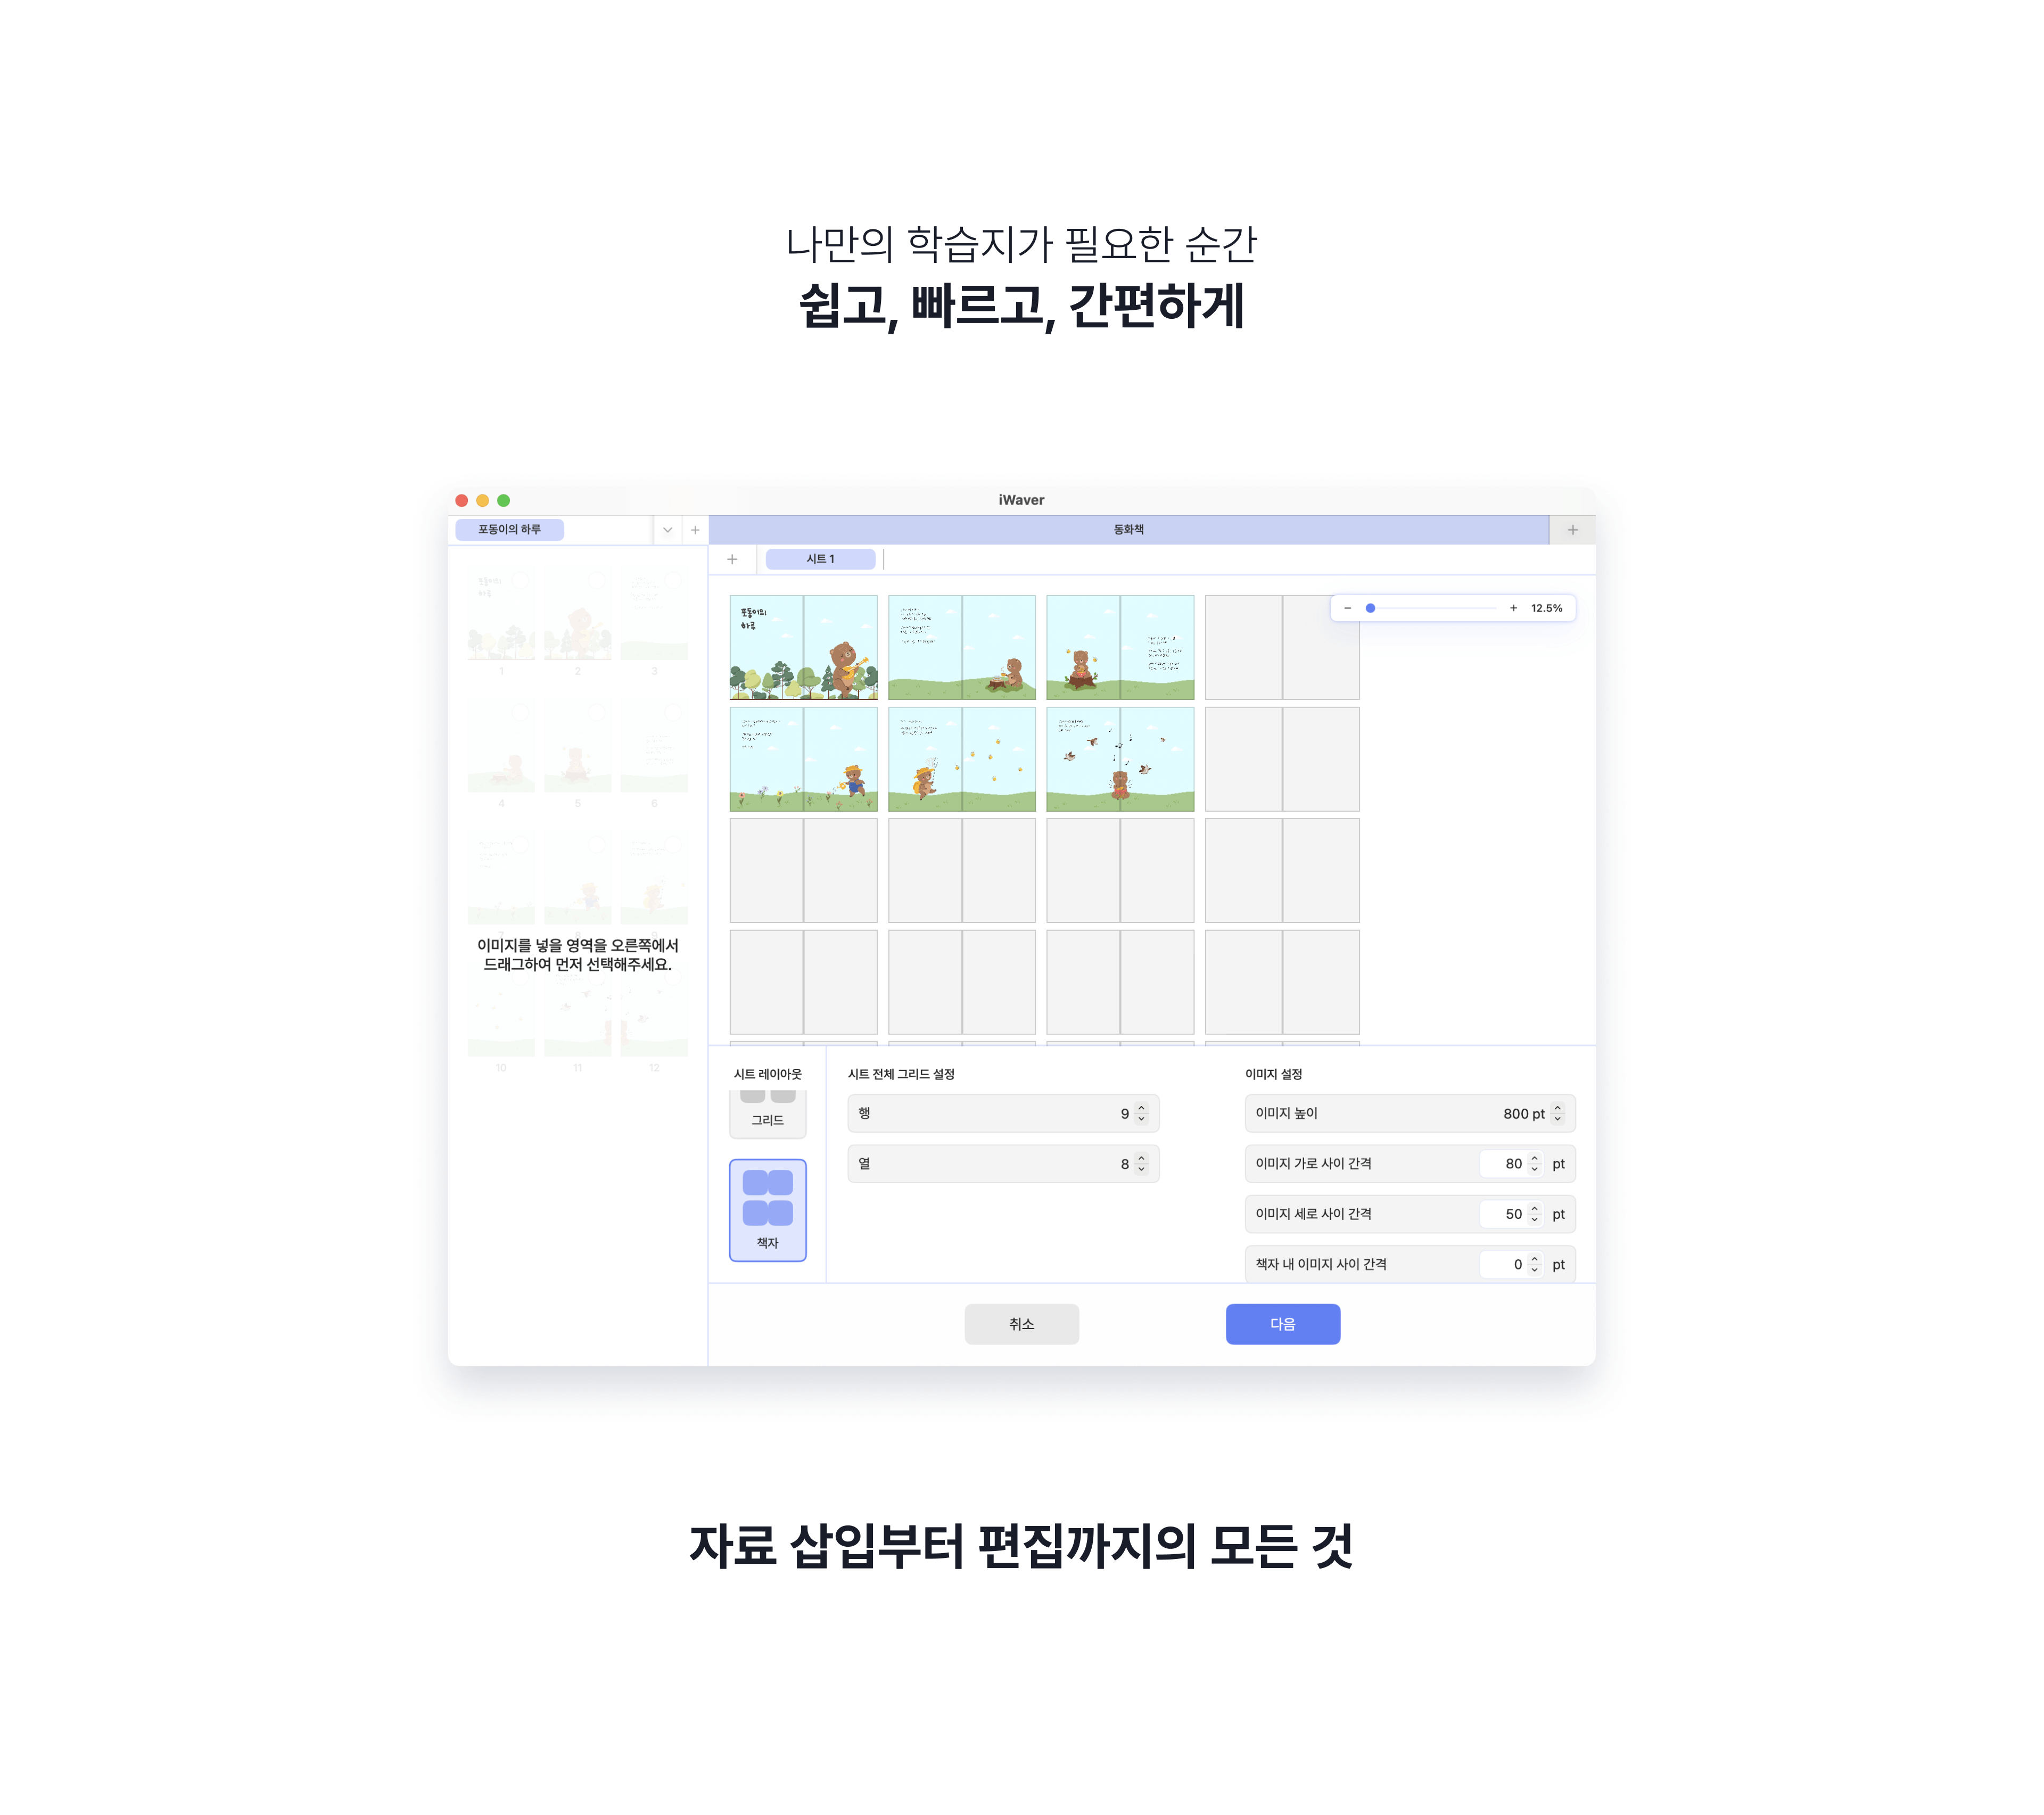 나만의 학습지가 필요한 순간
쉽고, 빠르고, 간편하게
iWaver
포동이의 하루
동화책
시트 1
12.5%
포동이의
하루
포동이의
하루
1
2
3
4
5
6
이미지를 넣을 영역을 오른쪽에서
드래그하여 먼저 선택해주세요.
10
11
12
시트 레이아웃
그리드
책자
시트 전체 그리드 설정
행
9
열
8
이미지 설정
이미지 높이
800 pt
이미지 가로 사이 간격
80 pt
이미지 세로 사이 간격
50 pt
책자 내 이미지 사이 간격
0 pt
취소
다음
자료 삽입부터 편집까지의 모든 것